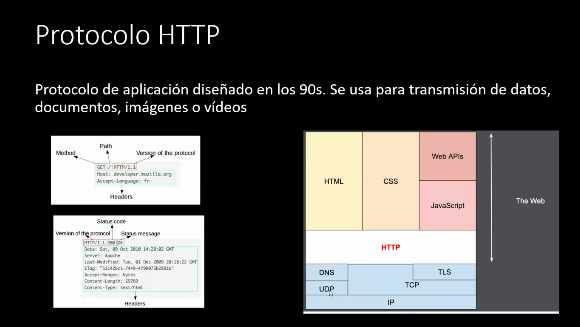 Protocolo HTTP
Protocolo de aplicación diseñado en los 90s. Se usa para transmisión de datos,
documentos, imágenes o vídeos
Path
Method
Version of the protocol
GET / HTTP/1.1
Host: developer.mozilla.org
Accept-Language: fr
Headers
Status code
Version of the protocol
Status message
HTTP/1.1 200 OK
Date: Sat, 09 Oct 2010 14:28:02 GMT
Server: Apache
Last-Modified: Tue, 01 Dec 2009 20:18:22 GMT
ETag: "51142bc1-7449-479b075b2891b"
Accept-Ranges: bytes
Content-Length: 29769
Content-Type: text/html
Headers
HTML
CSS
Web APIs
JavaScript
The Web
HTTP
DNS
TLS
UDP
TCP
IP